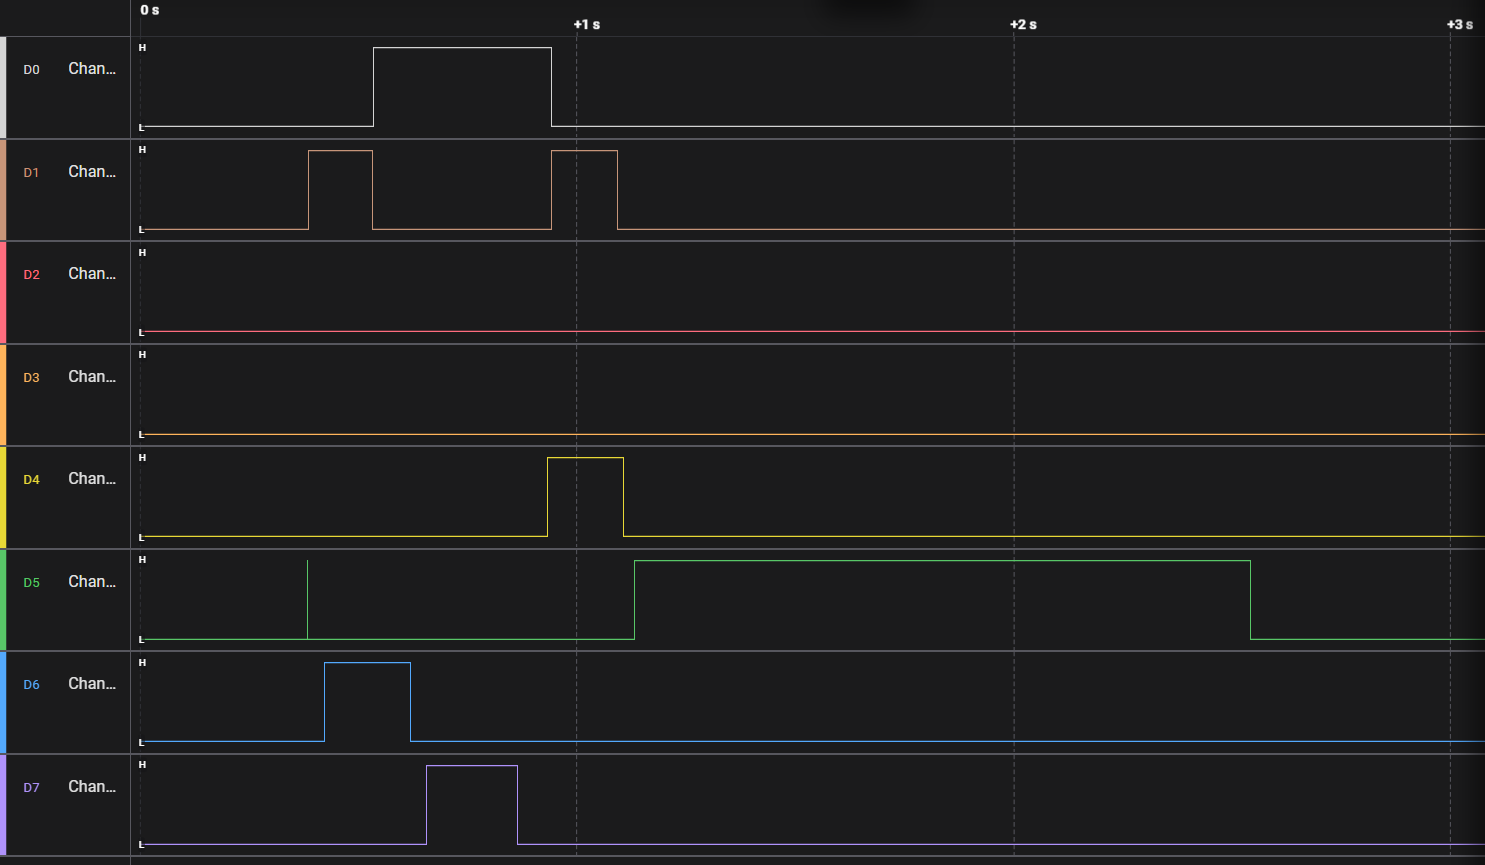 0 s
+1 s +2 s +3 s
H
D0 Chan...
L
H
D1 Chan...
L
H
D2 Chan...
L
H
D3 Chan...
L
H
D4 Chan...
L
H
D5 Chan...
L
H
D6 Chan...
L
H
D7 Chan...
L